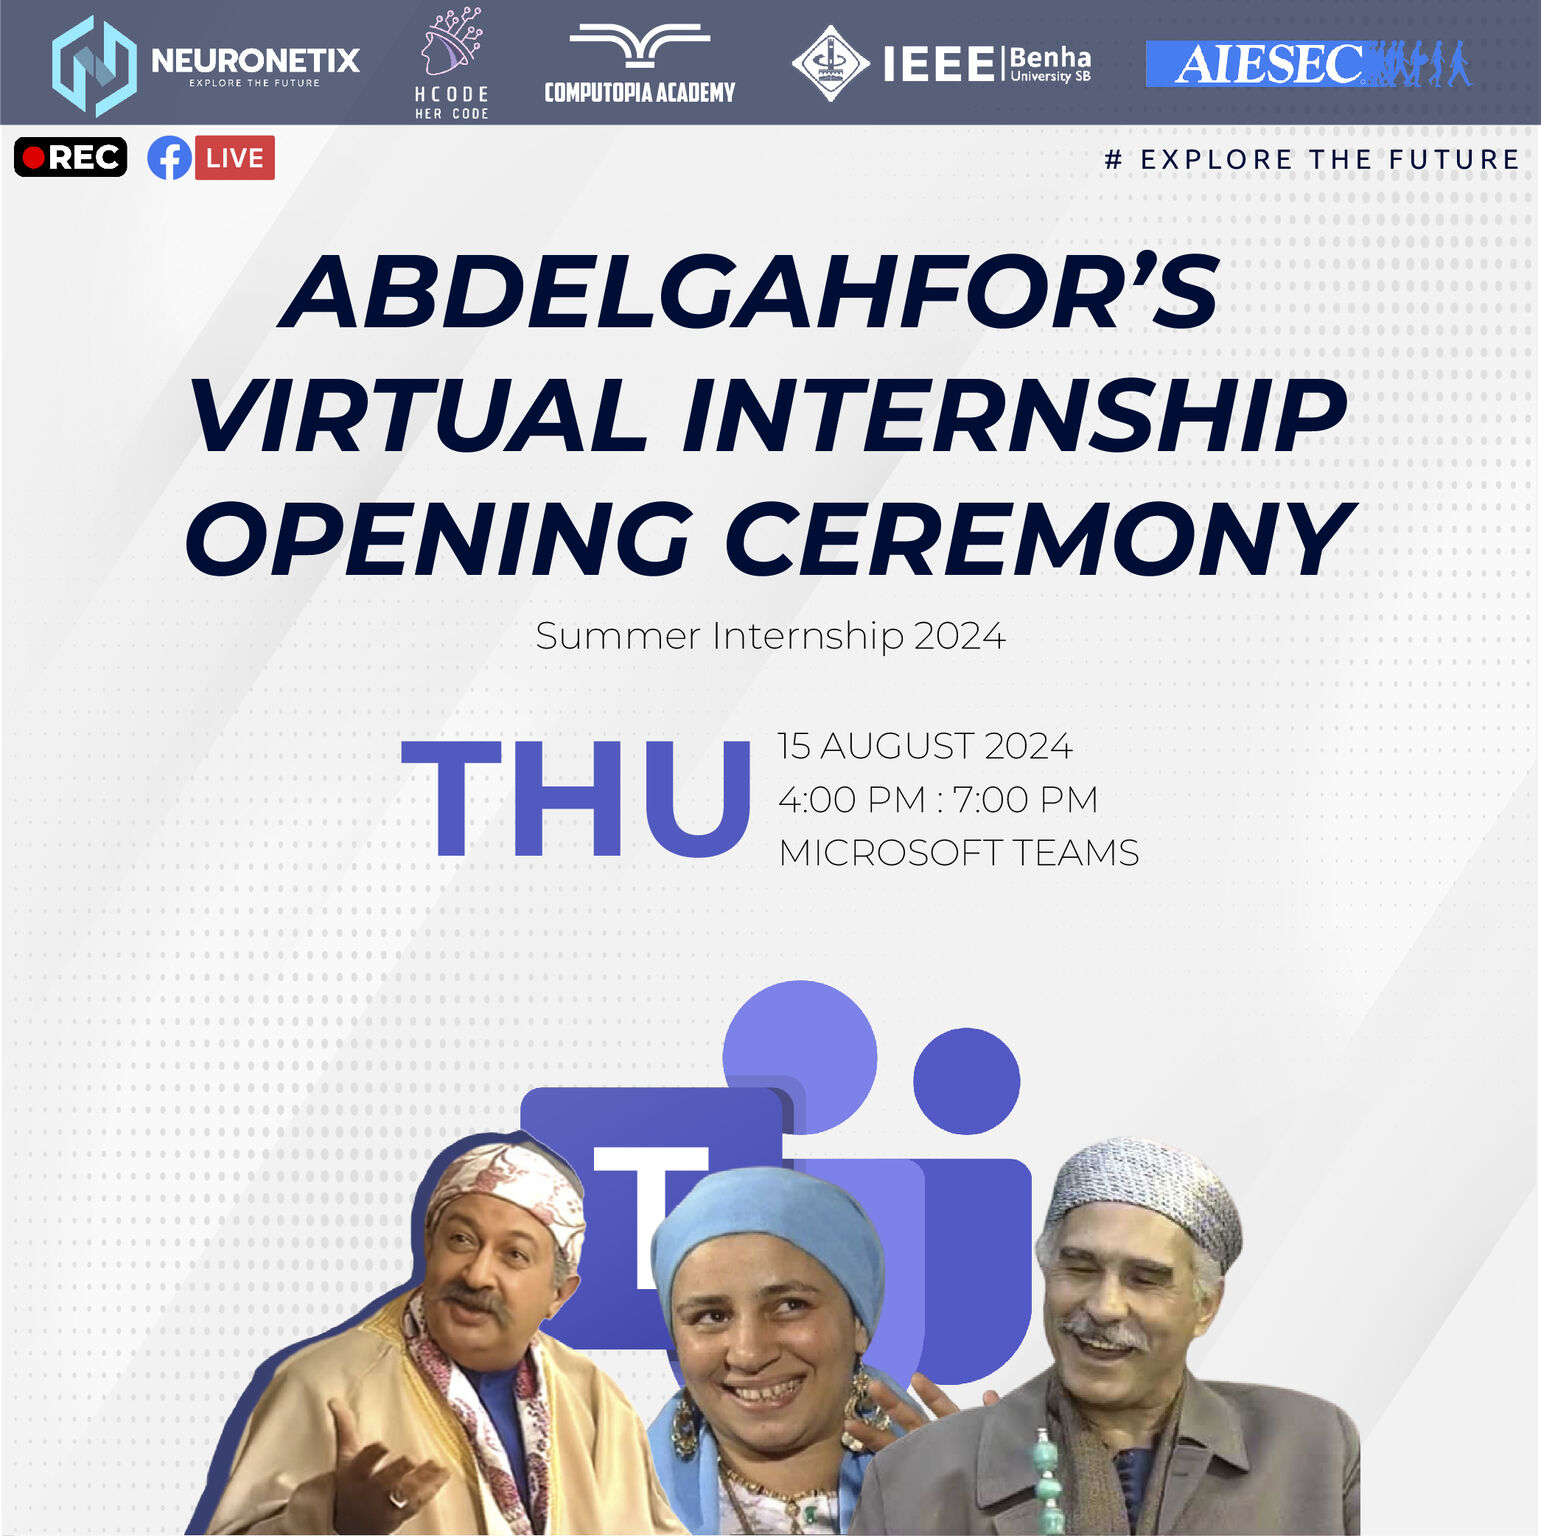 NEURONETIX
EXPLORE THE FUTURE
HCODE
HER CODE
COMPUTOPIA ACADEMY
IEEE Benha
University SB
AIESEC
REC
LIVE
# EXPLORE THE FUTURE
ABDELGAHFOR'S
VIRTUAL INTERNSHIP
OPENING CEREMONY
Summer Internship 2024
THU
15 AUGUST 2024
4:00 PM : 7:00 PM
MICROSOFT TEAMS
T